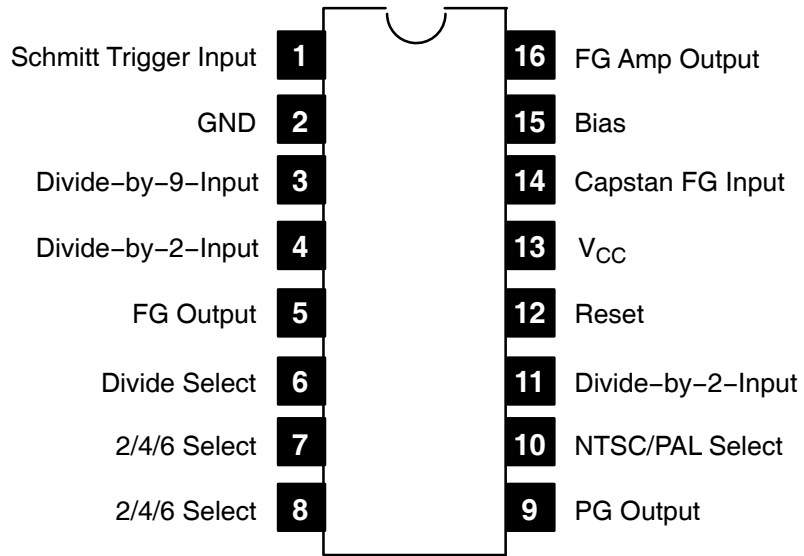 Schmitt Trigger Input 1 16 FG Amp Output
GND 2 15 Bias
Divide−by−9−Input 3 14 Capstan FG Input
Divide−by−2−Input 4 13 VCC
FG Output 5 12 Reset
Divide Select 6 11 Divide−by−2−Input
2/4/6 Select 7 10 NTSC/PAL Select
2/4/6 Select 8 9 PG Output